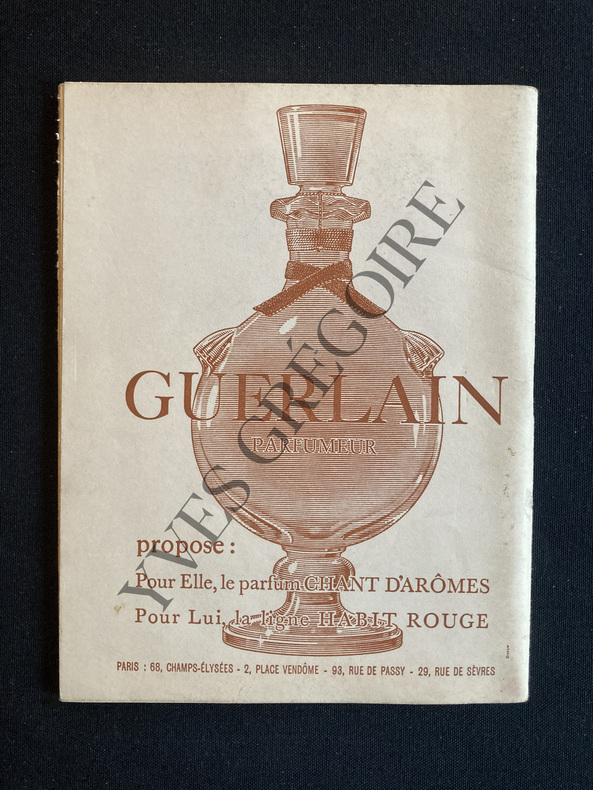 GUERLAIN
PARFUMEUR
propose :
Pour Elle, le parfum CHANT D'ARÔMES
Pour Lui, la ligne HABIT ROUGE
PARIS : 68, CHAMPS-ÉLYSÉES - 2, PLACE VENDÔME - 93, RUE DE PASSY - 29, RUE DE SÈVRES
YVES GRÉGOIRE